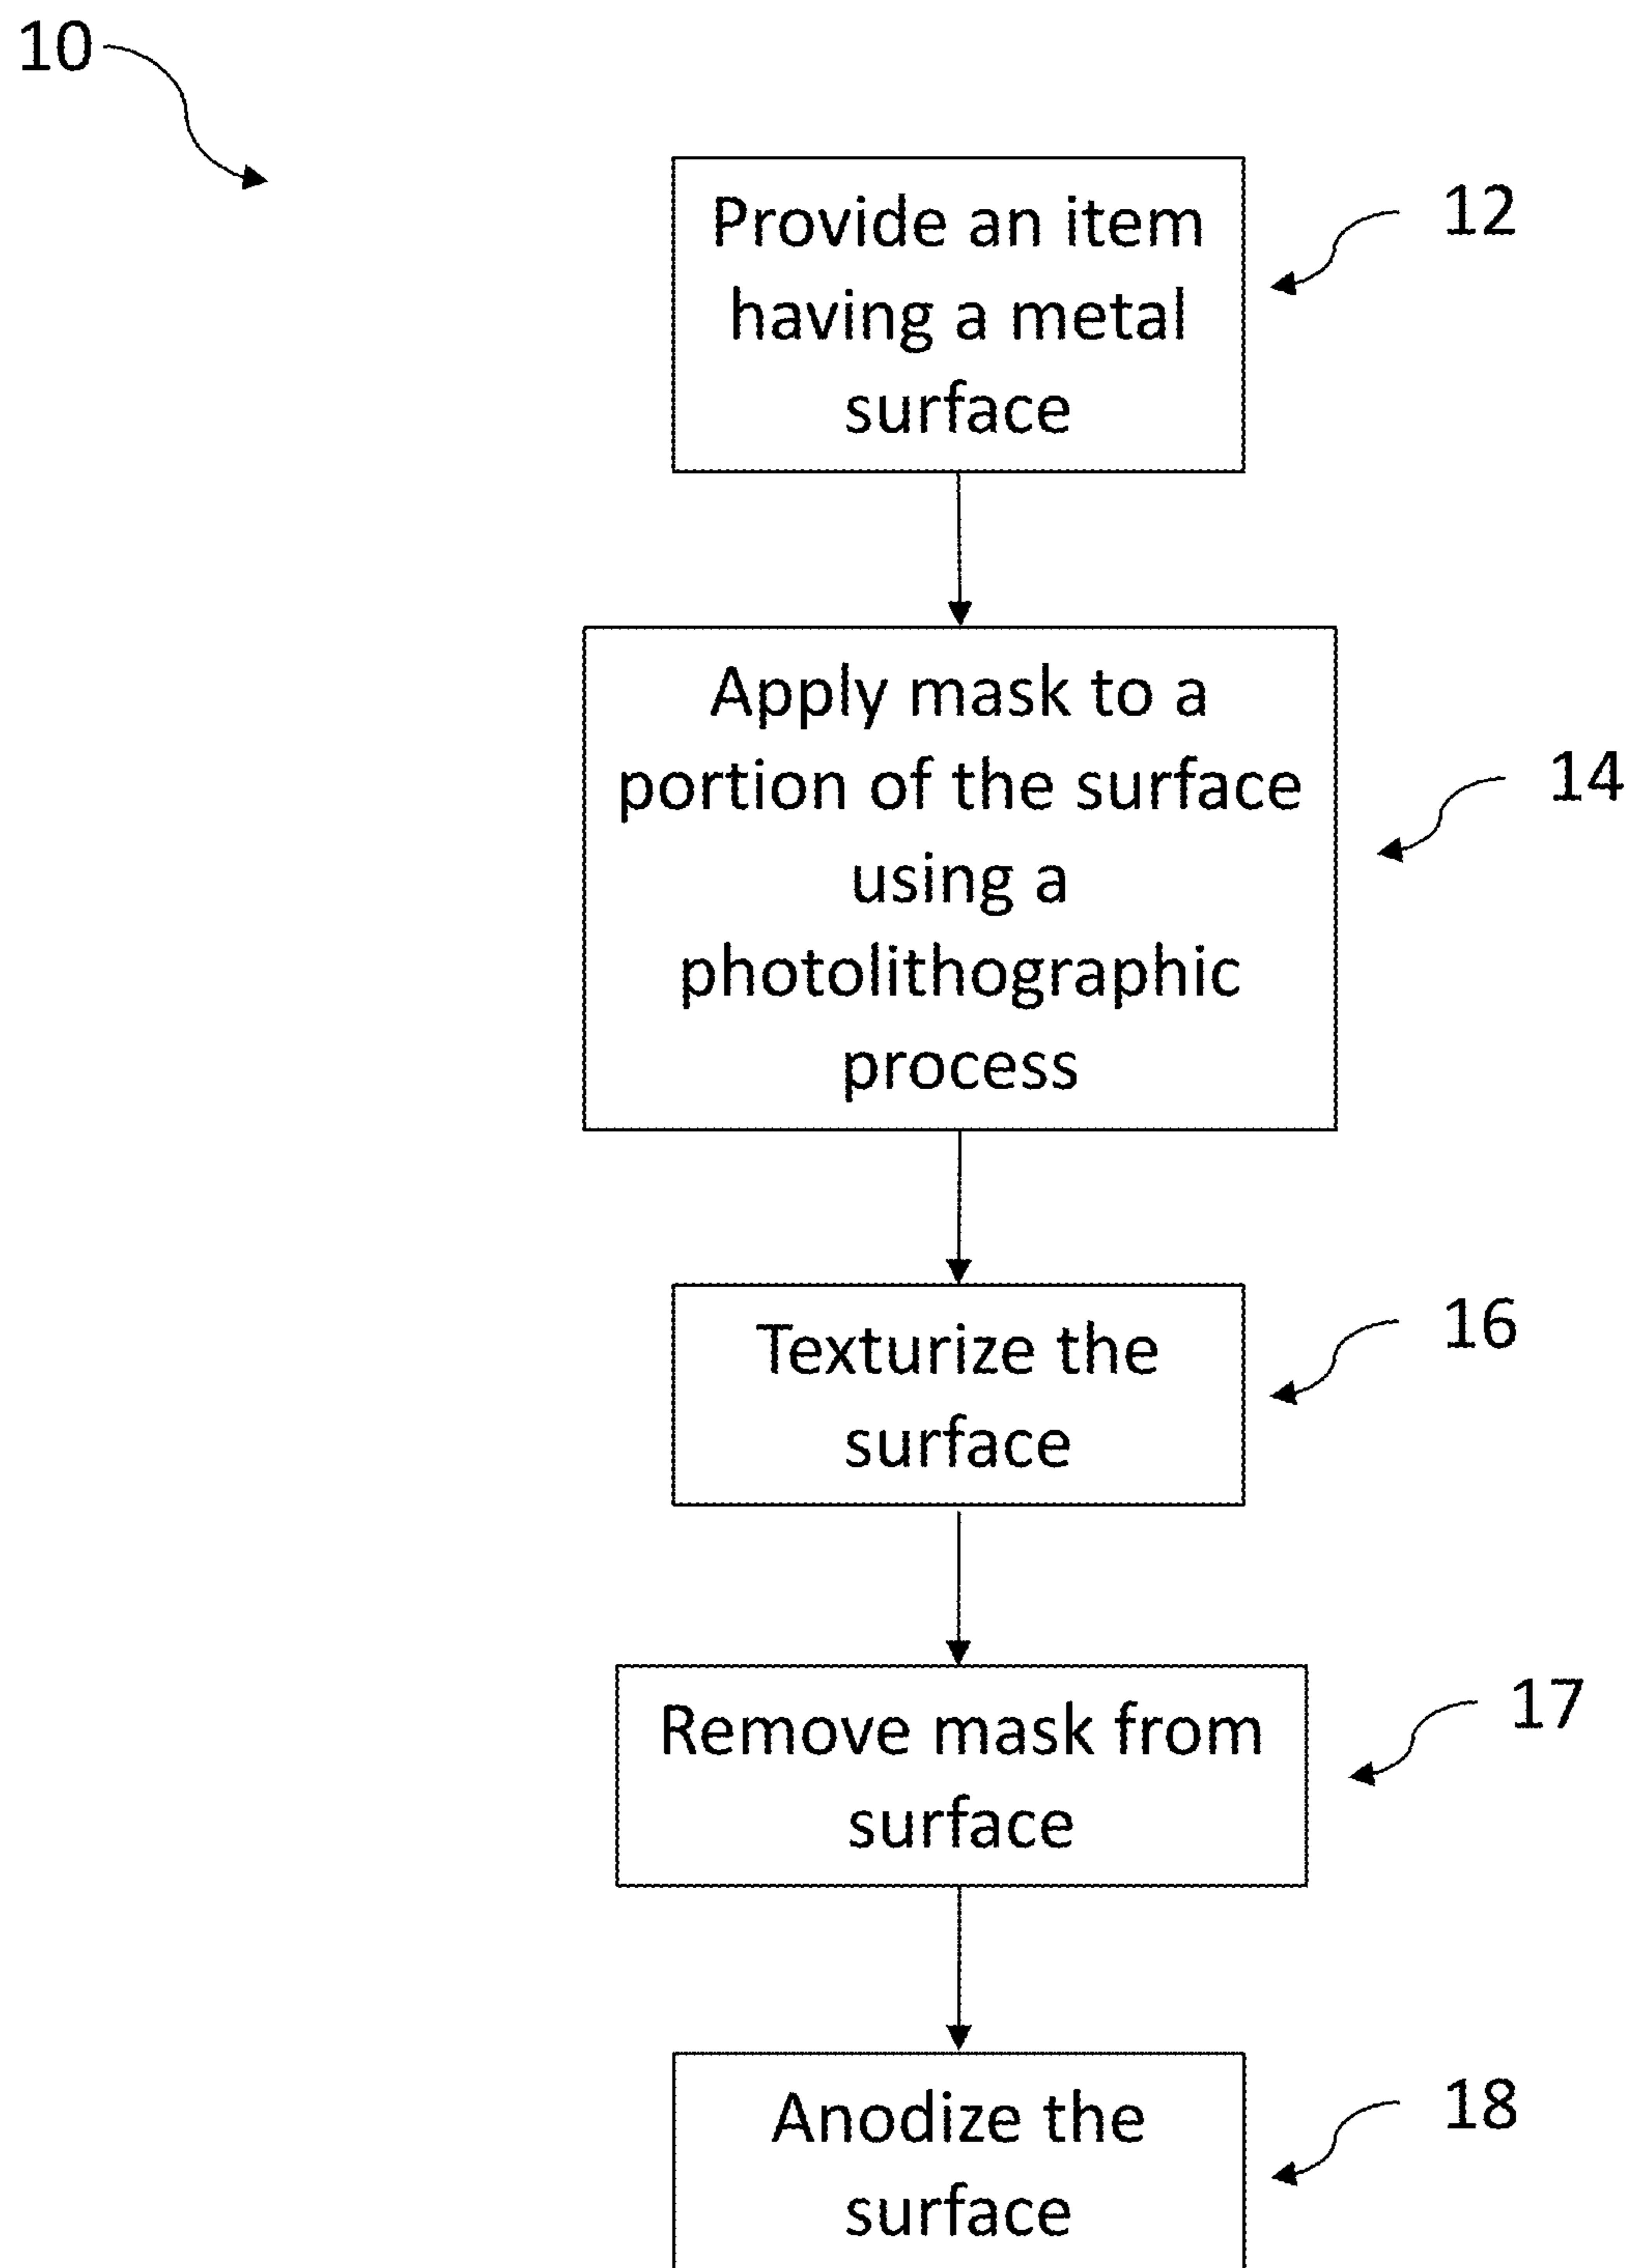 10
Provide an item
having a metal
surface
12
Apply mask to a
portion of the surface
using a
photolithographic
process
14
Texturize the
surface
16
Remove mask from
surface
17
Anodize the
surface
18